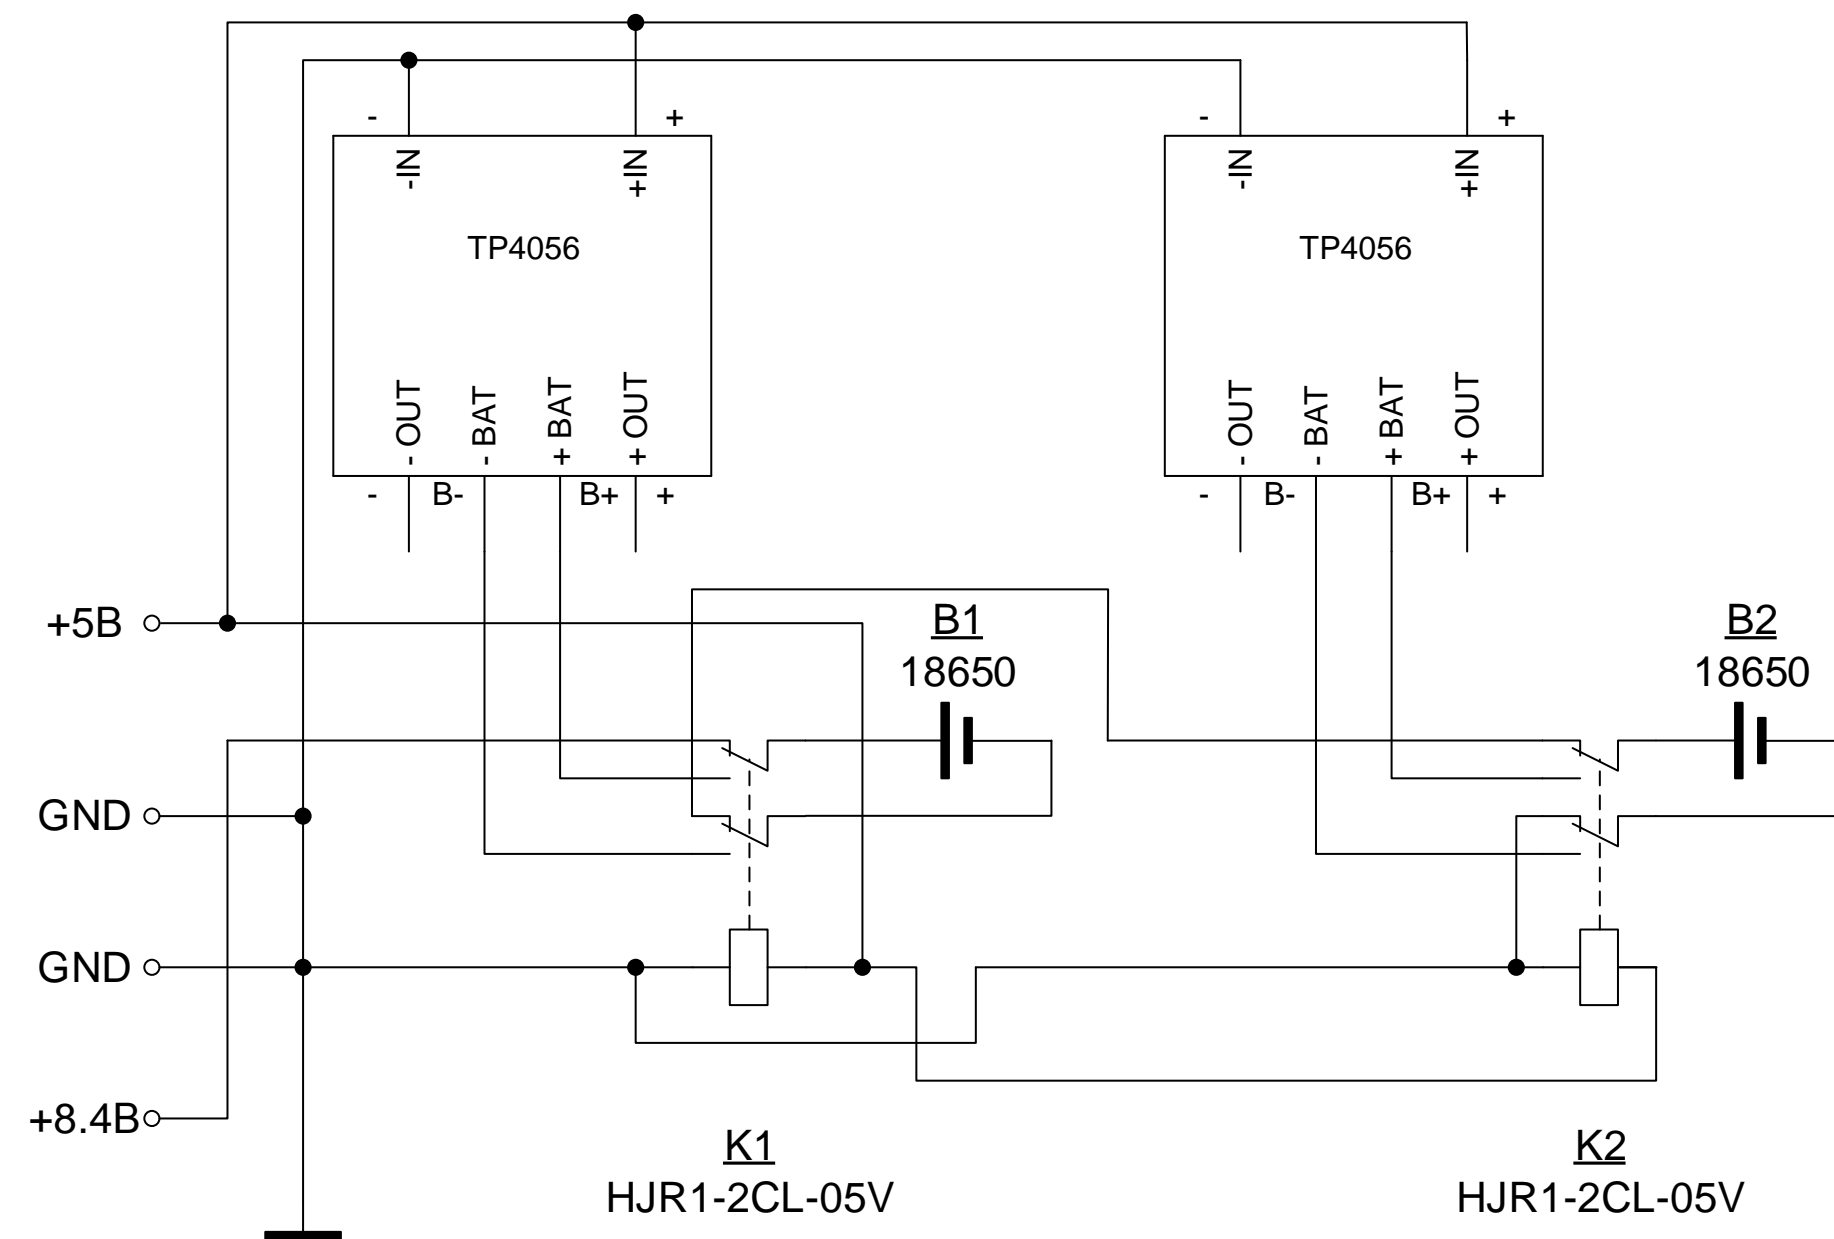 - +
- +
-IN +IN
-IN +IN
TP4056
TP4056
- OUT
- BAT
+ BAT
+ OUT
- OUT
- BAT
+ BAT
+ OUT
- B- B+ +
- B- B+ +
+5B
B1
18650
B2
18650
GND
GND
+8.4B
K1
HJR1-2CL-05V
K2
HJR1-2CL-05V